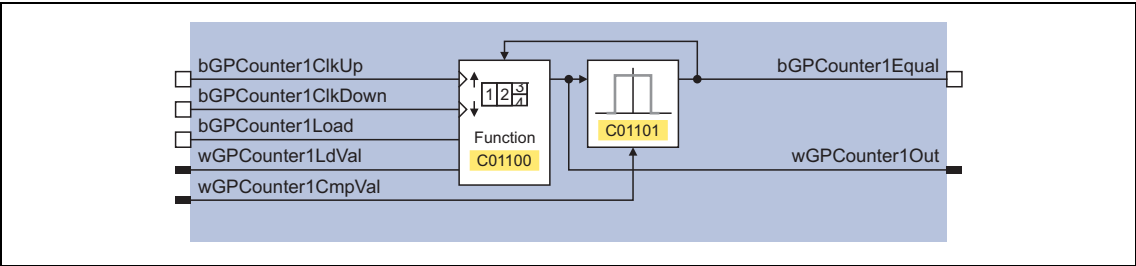 bGPCounter1ClkUp
bGPCounter1ClkDown
bGPCounter1Load
wGPCounter1LdVal
wGPCounter1CmpVal
1 2 3 4
Function
C01100
C01101
bGPCounter1Equal
wGPCounter1Out